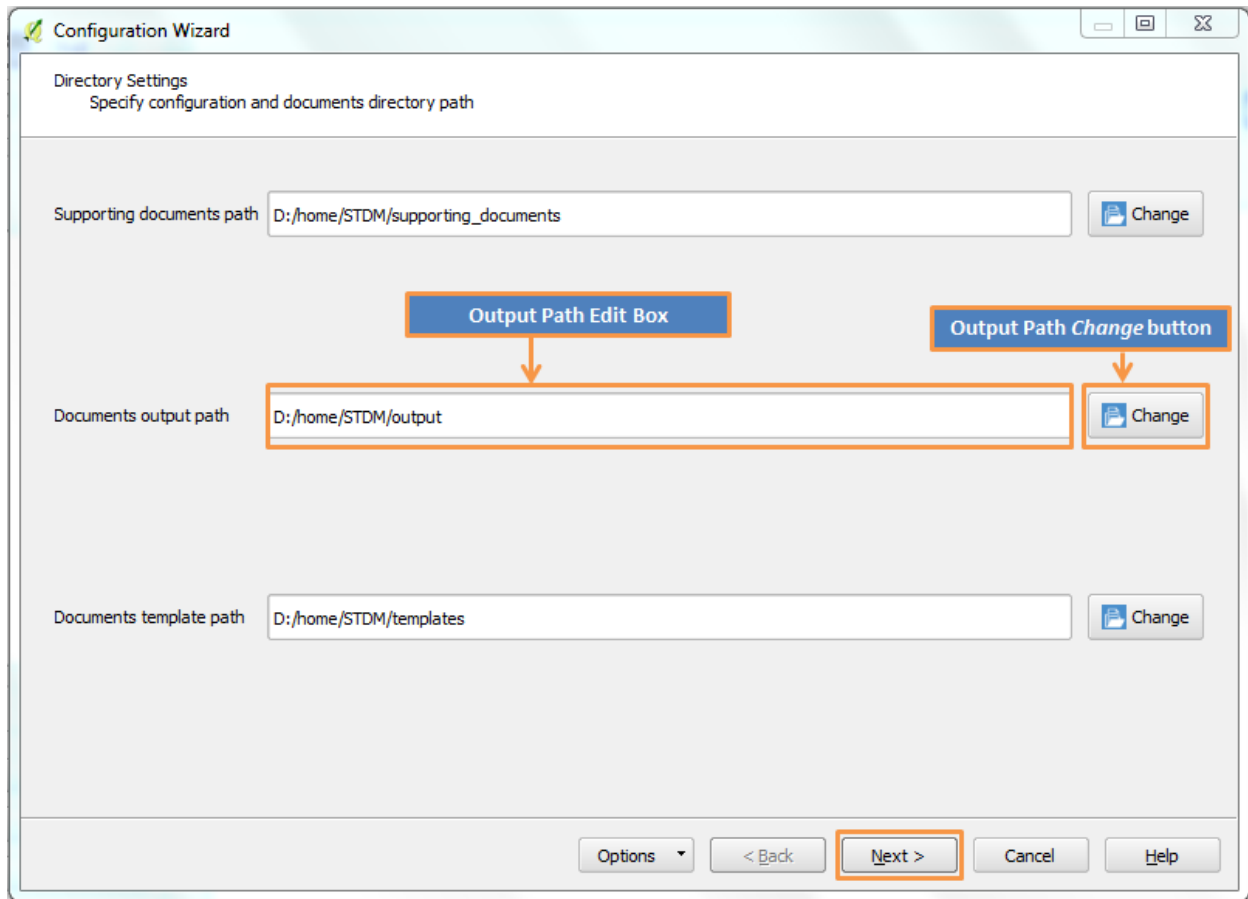 Configuration Wizard
Directory Settings
Specify configuration and documents directory path
Supporting documents path D:/home/STDM/supporting_documents Change
Output Path Edit Box
Output Path Change button
Documents output path D:/home/STDM/output Change
Documents template path D:/home/STDM/templates Change
Options < Back Next > Cancel Help